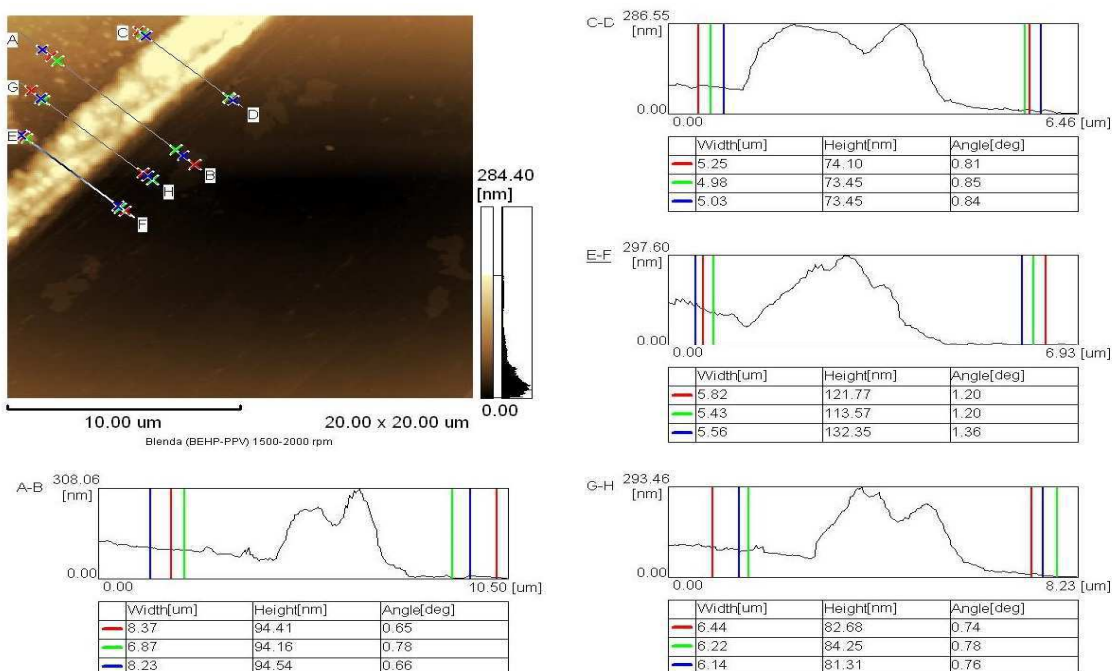 A
C
G
E
D
B
H
F
284.40
[nm]
0.00
10.00 um
20.00 x 20.00 um
Blenda (BEHP-PPV) 1500-2000 rpm
C-D
286.55
[nm]
0.00
0.00
6.46 [um]
Width[um] Height[nm] Angle[deg]
5.25 74.10 0.81
4.98 73.45 0.85
5.03 73.45 0.84
E-F
297.60
[nm]
0.00
0.00
6.93 [um]
Width[um] Height[nm] Angle[deg]
5.82 121.77 1.20
5.43 113.57 1.20
5.56 132.35 1.36
A-B
308.06
[nm]
0.00
0.00
10.50 [um]
Width[um] Height[nm] Angle[deg]
8.37 94.41 0.65
6.87 94.16 0.78
8.23 94.54 0.66
G-H
293.46
[nm]
0.00
0.00
8.23 [um]
Width[um] Height[nm] Angle[deg]
6.44 82.68 0.74
6.22 84.25 0.78
6.14 81.31 0.76